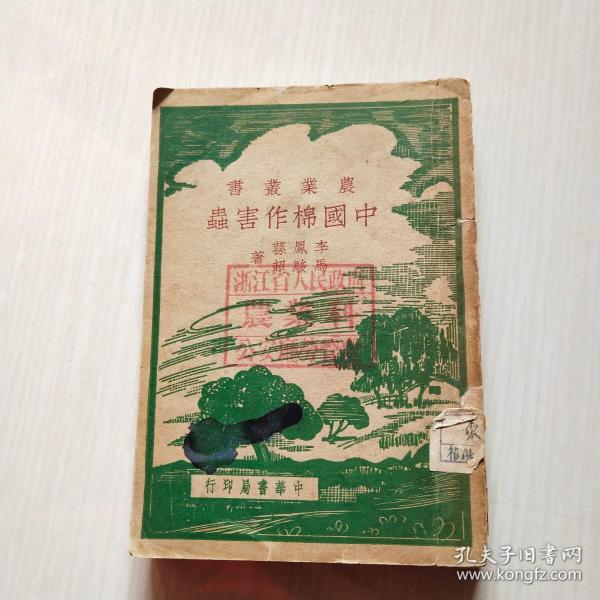 農業叢書
中國棉作害蟲
李鳳蓀
馬駿超
著
浙江省人民政府
農業科
中華書局印行
孔夫子旧书网
www.kongfz.com